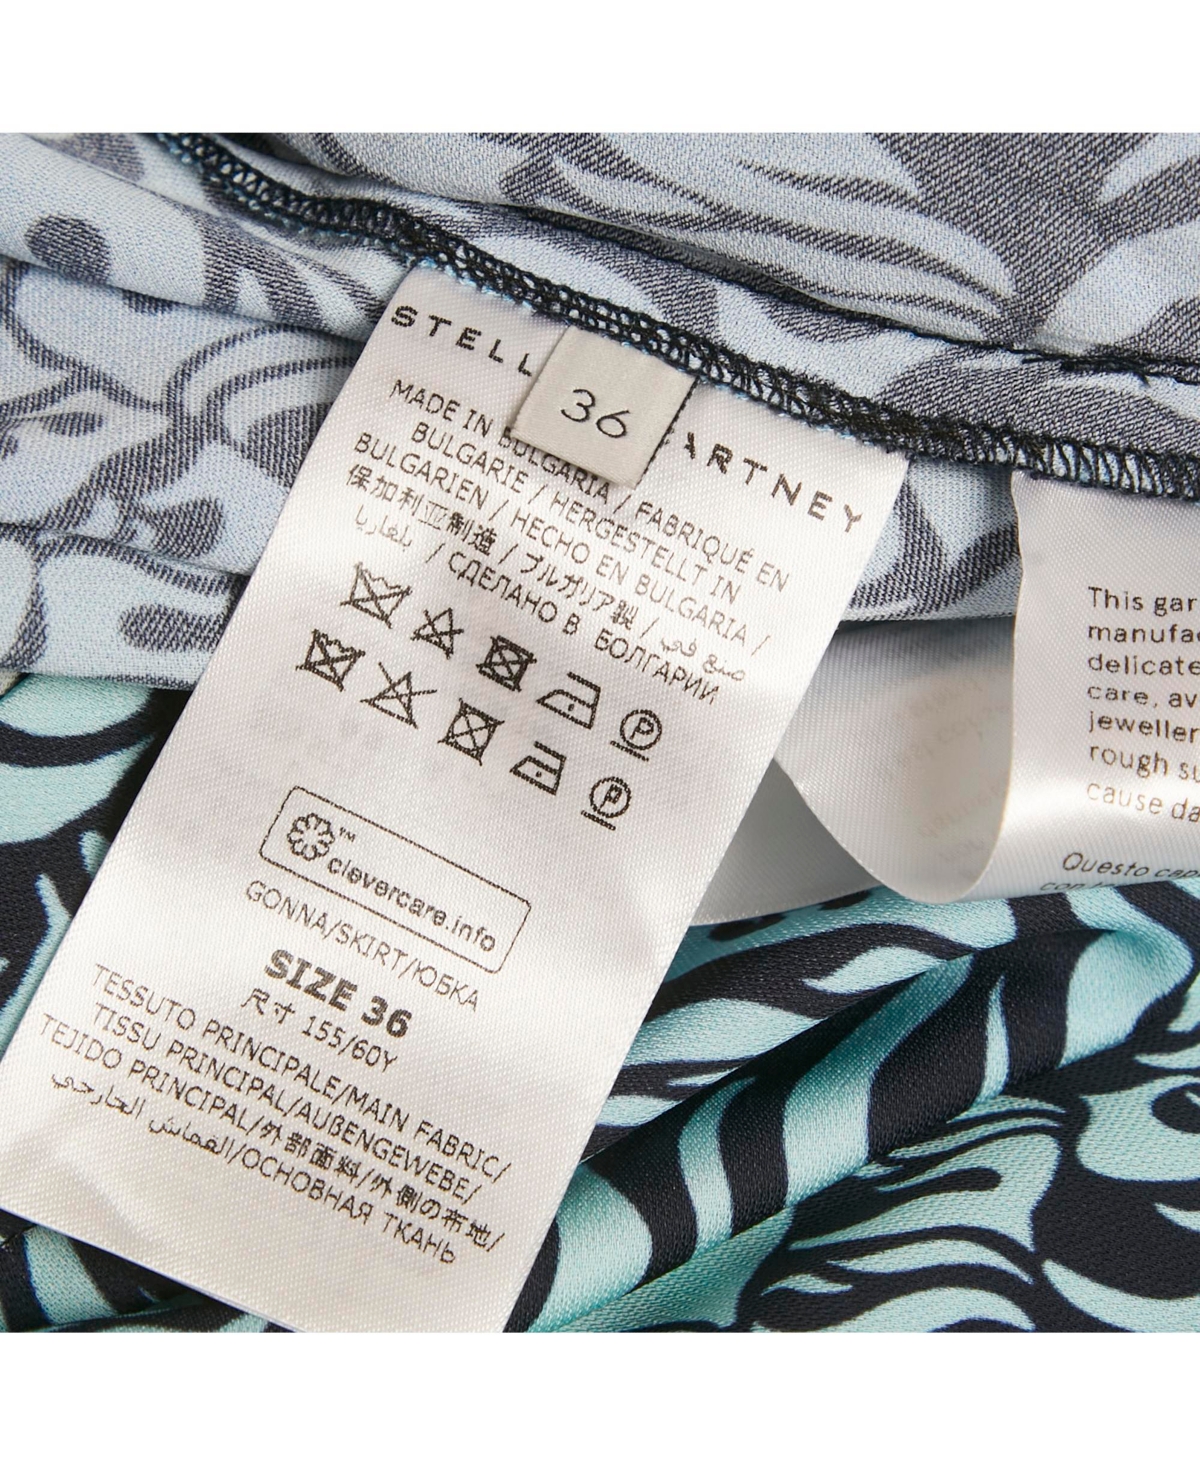 STELL ARTNEY
36
MADE IN BULGARIA / FABRIQUÉ EN
BULGARIE / HERGESTELLT IN
BULGARIEN / HECHO EN BULGARIA /
保加利亚制造 / ブルガリア製 / صنع في
بلغاريا / СДЕЛАНО В БОЛГАРИИ
clevercare.info™
GONNA/SKIRT/ЮБКА
SIZE 36
尺寸 155/60Y
TESSUTO PRINCIPALE/MAIN FABRIC/
TISSU PRINCIPAL/AUßENGEWEBE/
TEJIDO PRINCIPAL/外部面料/外側の布地/
القماش الخارجي/ОСНОВНАЯ ТКАНЬ
This gar
manufac
delicate
care, av
jeweller
rough su
cause da
Questo cap